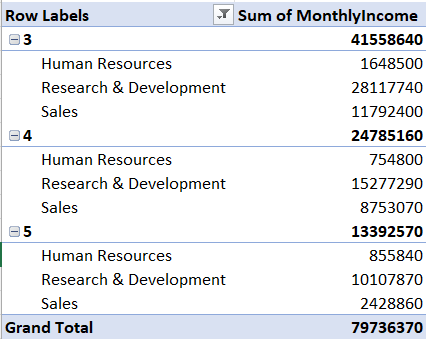 Row Labels Sum of MonthlyIncome
3 41558640
Human Resources 1648500
Research & Development 28117740
Sales 11792400
4 24785160
Human Resources 754800
Research & Development 15277290
Sales 8753070
5 13392570
Human Resources 855840
Research & Development 10107870
Sales 2428860
Grand Total 79736370